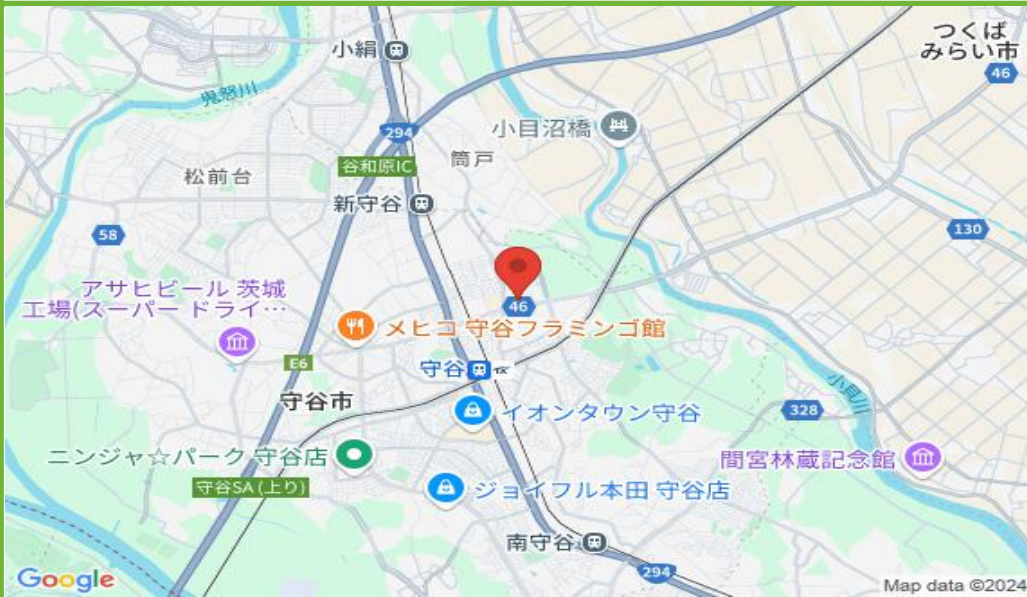 つくば
みらい市
46
小絹
鬼怒川
294
小目沼橋
谷和原IC
筒戸
松前台
新守谷
58
130
アサヒビール 茨城
工場(スーパー ドライ…
46
メヒコ 守谷フラミンゴ館
E6
守谷
守谷市
小貝川
328
イオンタウン守谷
ニンジャ☆パーク 守谷店
間宮林蔵記念館
守谷SA (上り)
ジョイフル本田 守谷店
南守谷
294
Google
Map data ©2024